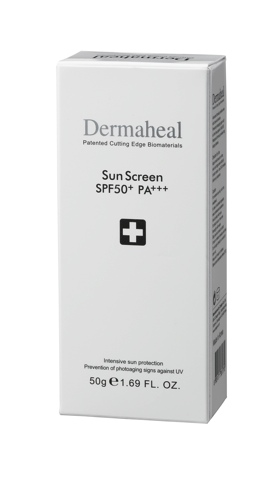 Dermaheal
Patented Cutting Edge Biomaterials
Sun Screen
SPF50+ PA+++
Intensive sun protection
Prevention of photoaging signs against UV
50g ℮ 1.69 FL. OZ.